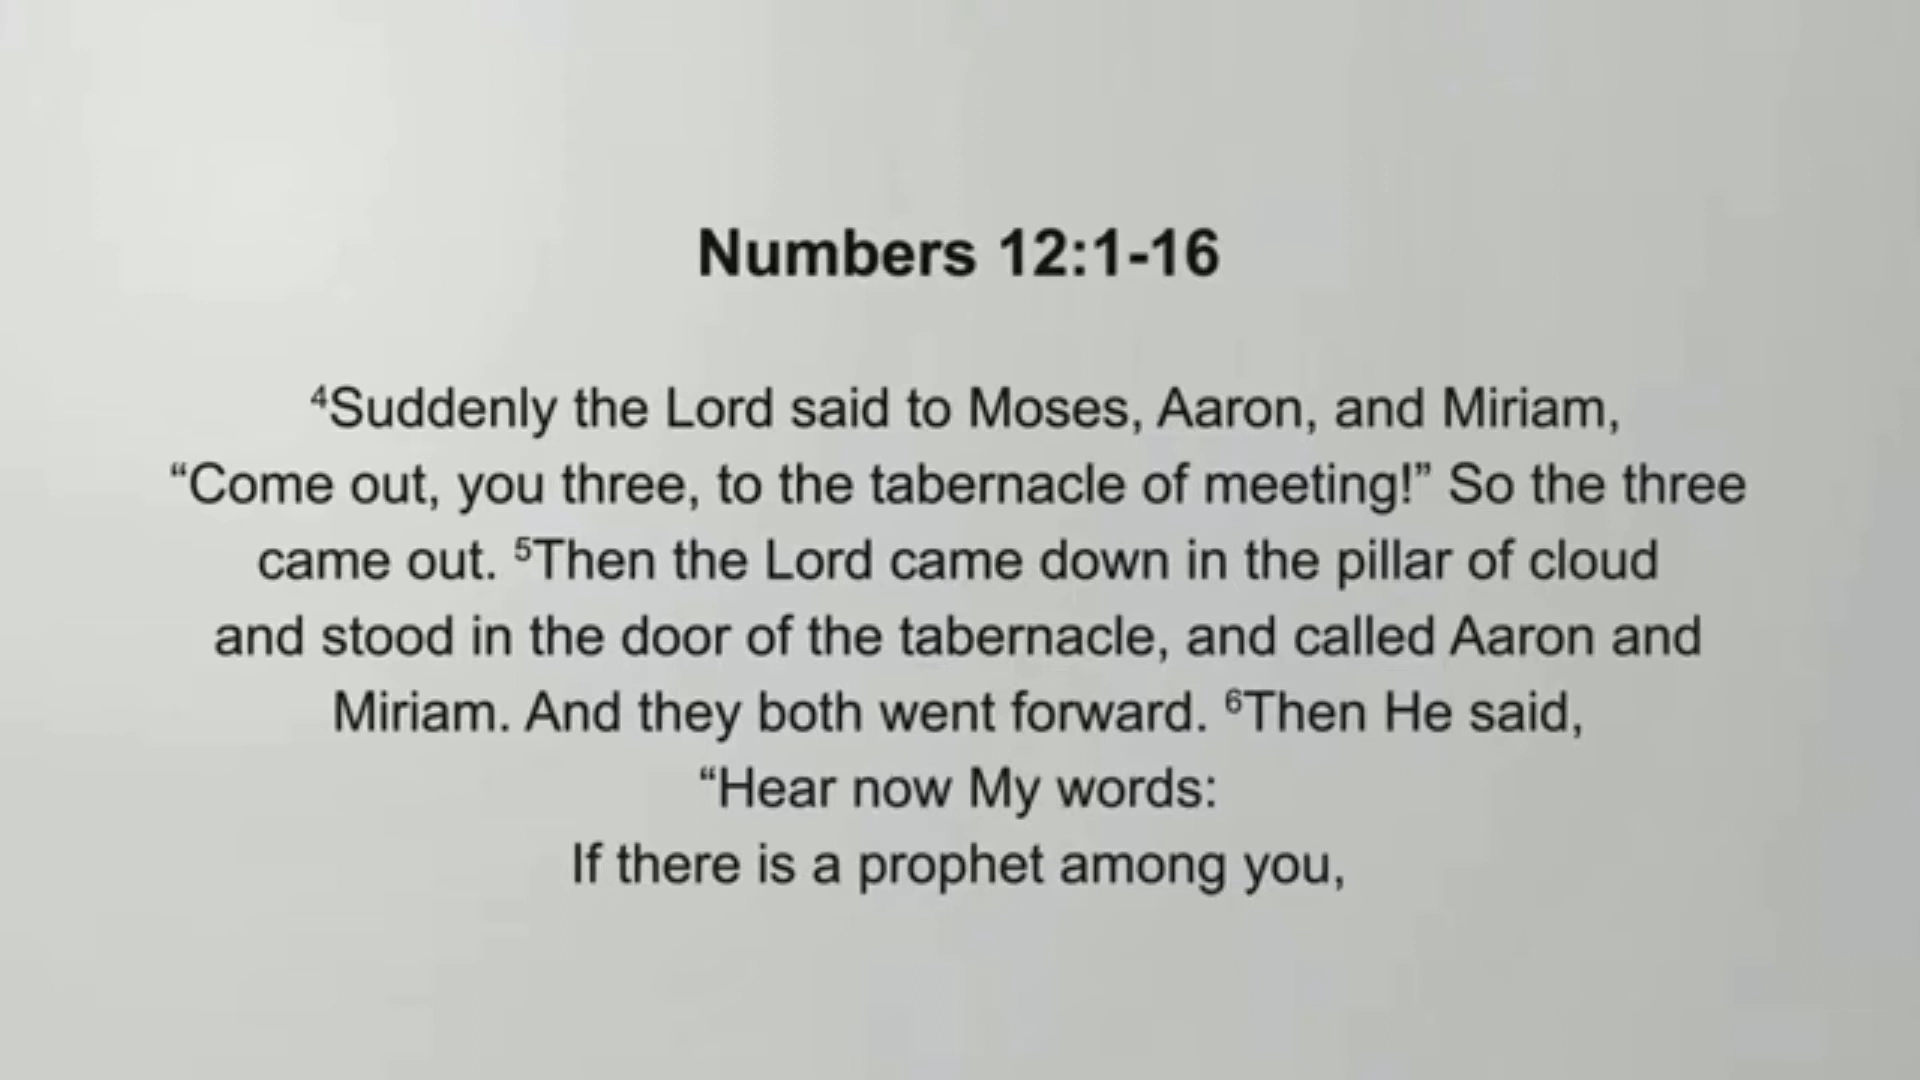 Numbers 12:1-16
⁴Suddenly the Lord said to Moses, Aaron, and Miriam,
“Come out, you three, to the tabernacle of meeting!” So the three
came out. ⁵Then the Lord came down in the pillar of cloud
and stood in the door of the tabernacle, and called Aaron and
Miriam. And they both went forward. ⁶Then He said,
“Hear now My words:
If there is a prophet among you,